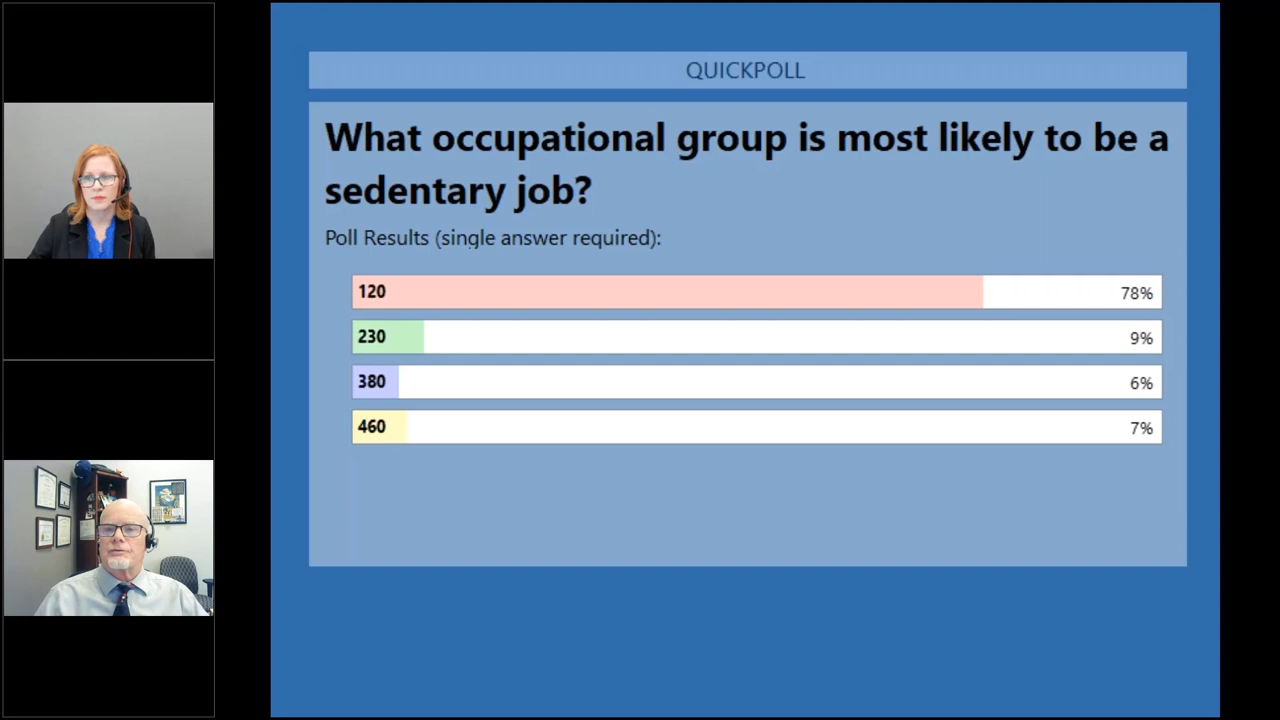 QUICKPOLL
What occupational group is most likely to be a
sedentary job?
Poll Results (single answer required):
120 78%
230 9%
380 6%
460 7%